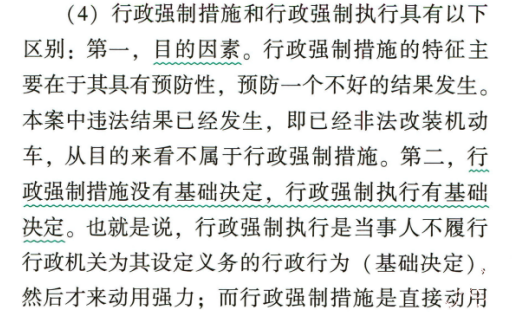 (4) 行政强制措施和行政强制执行具有以下
区别：第一，目的因素。行政强制措施的特征主
要在于其具有预防性，预防一个不好的结果发生。
本案中违法结果已经发生，即已经非法改装机动
车，从目的来看不属于行政强制措施。第二，行
政强制措施没有基础决定，行政强制执行有基础
决定。也就是说，行政强制执行是当事人不履行
行政机关为其设定义务的行政行为（基础决定），
然后才来动用强力；而行政强制措施是直接动用